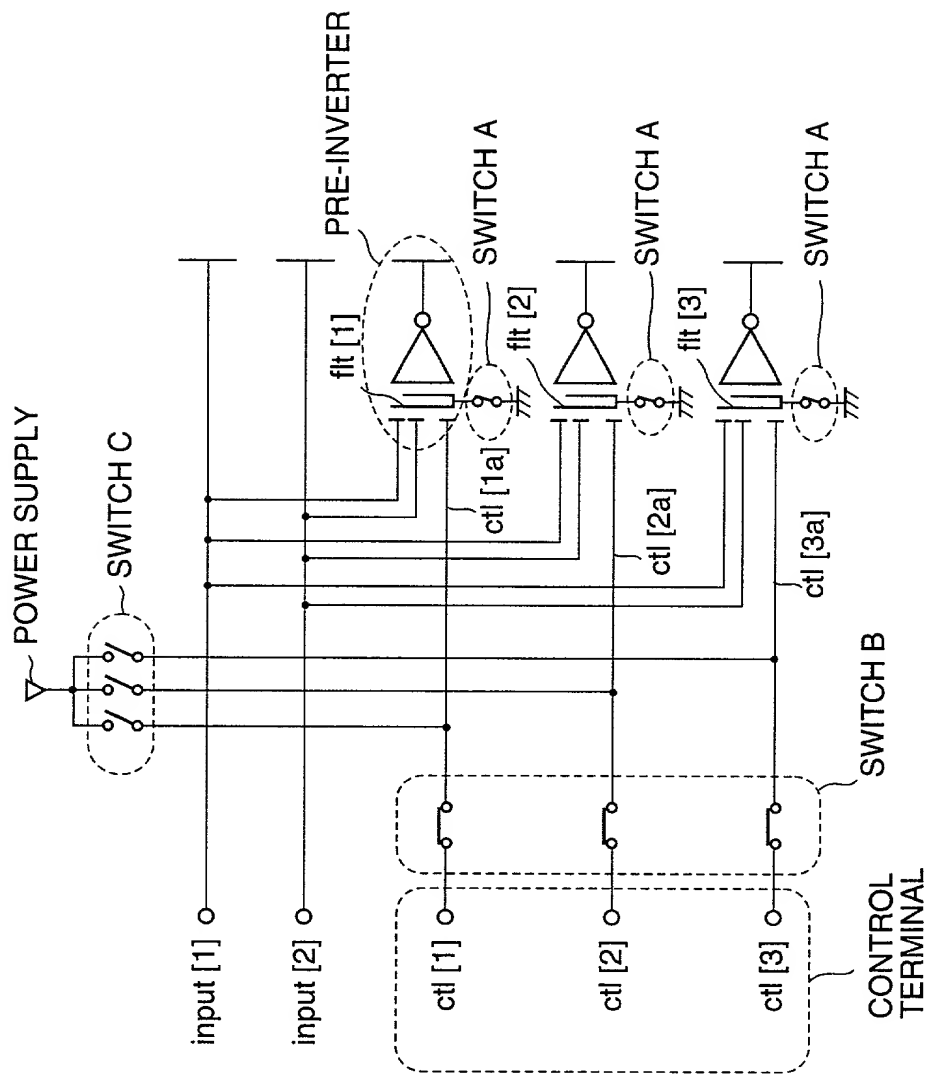 POWER SUPPLY
SWITCH C
PRE-INVERTER
SWITCH A
SWITCH A
SWITCH A
flt [1]
flt [2]
flt [3]
ctl [1a]
ctl [2a]
ctl [3a]
SWITCH B
input [1]
input [2]
ctl [1]
ctl [2]
ctl [3]
CONTROL
TERMINAL